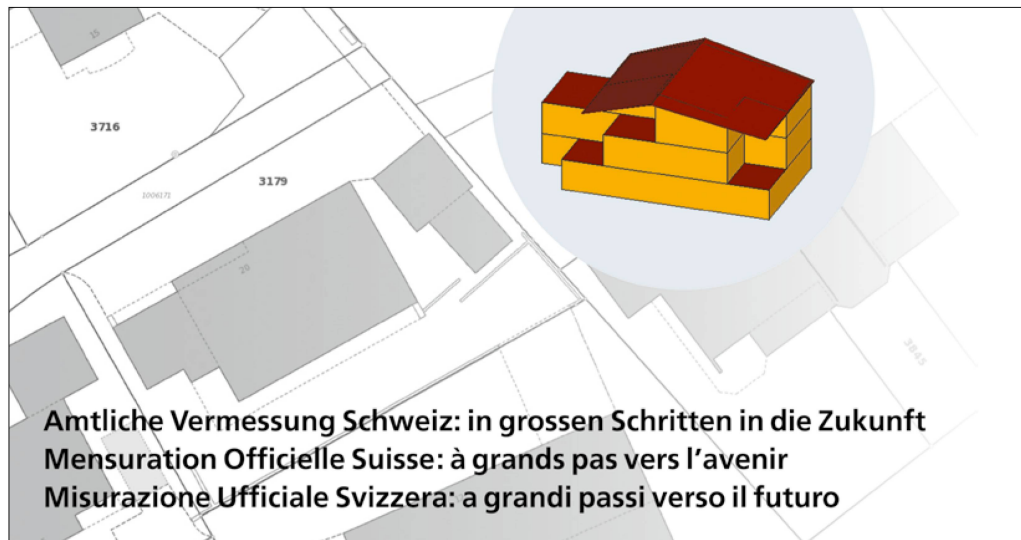 15
3716
3179
1006171
20
3845
Amtliche Vermessung Schweiz: in grossen Schritten in die Zukunft
Mensuration Officielle Suisse: à grands pas vers l’avenir
Misurazione Ufficiale Svizzera: a grandi passi verso il futuro